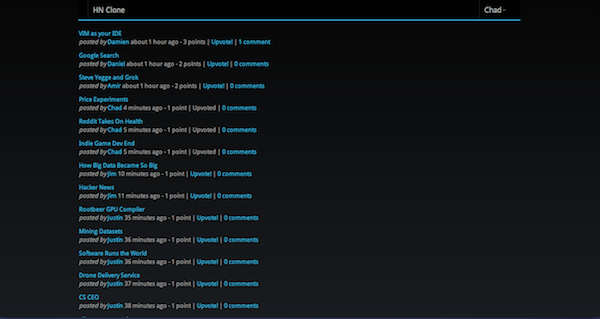 HN Clone
Chad
VIM as your IDE
posted by Damien about 1 hour ago - 3 points | Upvote! | 1 comment
Google Search
posted by Daniel about 1 hour ago - 2 points | Upvote! | 0 comments
Steve Yegge and Grok
posted by Amir about 1 hour ago - 2 points | Upvote! | 0 comments
Price Experiments
posted by Chad 4 minutes ago - 1 point | Upvoted | 0 comments
Reddit Takes On Health
posted by Chad 5 minutes ago - 1 point | Upvoted | 0 comments
Indie Game Dev End
posted by Chad 5 minutes ago - 1 point | Upvoted | 0 comments
How Big Data Became So Big
posted by Jim 10 minutes ago - 1 point | Upvote! | 0 comments
Hacker News
posted by Jim 11 minutes ago - 1 point | Upvote! | 0 comments
Rootbeer GPU Compiler
posted by Justin 35 minutes ago - 1 point | Upvote! | 0 comments
Mining Datasets
posted by Justin 36 minutes ago - 1 point | Upvote! | 0 comments
Software Runs the World
posted by Justin 36 minutes ago - 1 point | Upvote! | 0 comments
Drone Delivery Service
posted by Justin 37 minutes ago - 1 point | Upvote! | 0 comments
CS CEO
posted by Justin 38 minutes ago - 1 point | Upvote! | 0 comments